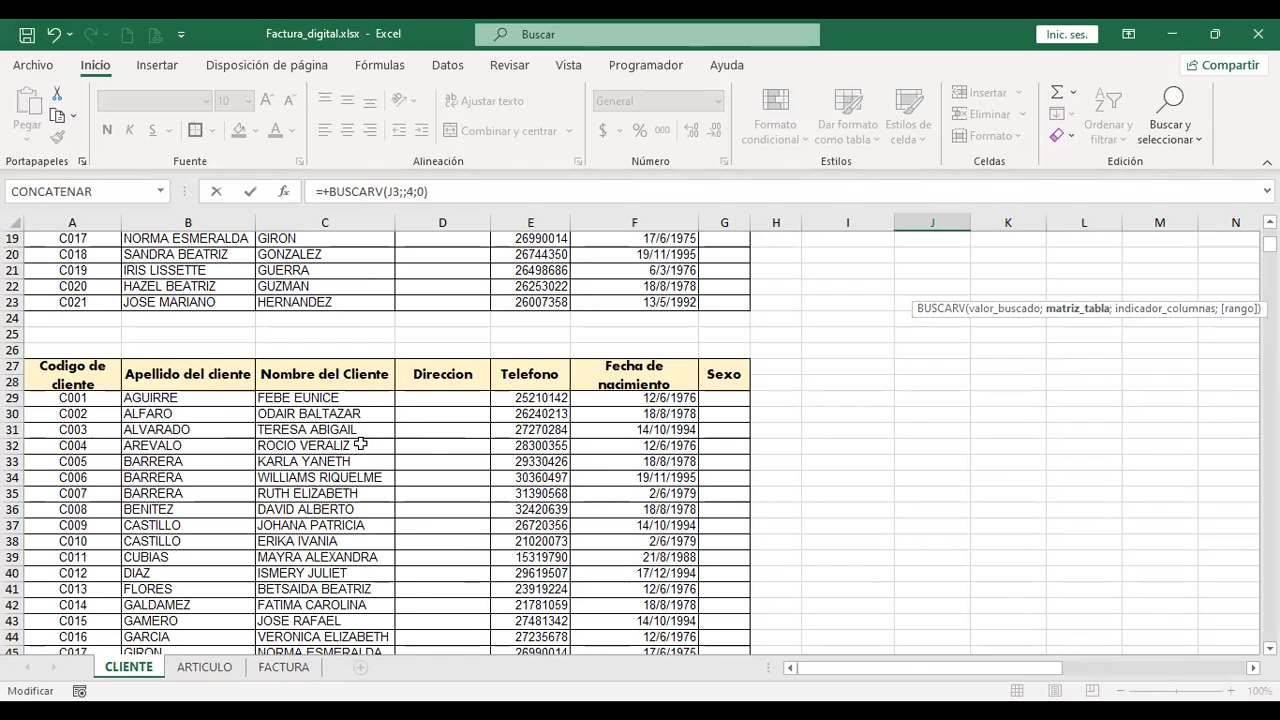 Factura_digital.xlsx - Excel
Buscar
Inic. ses.
Archivo Inicio Insertar Disposición de página Fórmulas Datos Revisar Vista Programador Ayuda
Compartir
Pegar
N K S
10 A A
Ajustar texto
Combinar y centrar
General
$ % 000
Formato condicional
Dar formato como tabla
Estilos de celda
Insertar
Eliminar
Formato
Ordenar y filtrar
Buscar y seleccionar
Portapapeles Fuente Alineación Número Estilos Celdas Edición
CONCATENAR fx =+BUSCARV(J3;;4;0)
A B C D E F G H I J K L M N
19 C017 NORMA ESMERALDA GIRON 26990014 17/6/1975
20 C018 SANDRA BEATRIZ GONZALEZ 26744350 19/11/1995
21 C019 IRIS LISSETTE GUERRA 26498686 6/3/1976
22 C020 HAZEL BEATRIZ GUZMAN 26253022 18/8/1978
23 C021 JOSE MARIANO HERNANDEZ 26007358 13/5/1992
BUSCARV(valor_buscado; matriz_tabla; indicador_columnas; [rango])
24
25
26
27 Codigo de cliente Apellido del cliente Nombre del Cliente Direccion Telefono Fecha de nacimiento Sexo
28
29 C001 AGUIRRE FEBE EUNICE 25210142 12/6/1976
30 C002 ALFARO ODAIR BALTAZAR 26240213 18/8/1978
31 C003 ALVARADO TERESA ABIGAIL 27270284 14/10/1994
32 C004 AREVALO ROCIO VERALIZ 28300355 12/6/1976
33 C005 BARRERA KARLA YANETH 29330426 18/8/1978
34 C006 BARRERA WILLIAMS RIQUELME 30360497 19/11/1995
35 C007 BARRERA RUTH ELIZABETH 31390568 2/6/1979
36 C008 BENITEZ DAVID ALBERTO 32420639 18/8/1978
37 C009 CASTILLO JOHANA PATRICIA 26720356 14/10/1994
38 C010 CASTILLO ERIKA IVANIA 21020073 2/6/1979
39 C011 CUBIAS MAYRA ALEXANDRA 15319790 21/8/1988
40 C012 DIAZ ISMERY JULIET 29619507 17/12/1994
41 C013 FLORES BETSAIDA BEATRIZ 23919224 12/6/1976
42 C014 GALDAMEZ FATIMA CAROLINA 21781059 18/8/1978
43 C015 GAMERO JOSE RAFAEL 27481342 14/10/1994
44 C016 GARCIA VERONICA ELIZABETH 27235678 12/6/1976
45 C017 GIRON NORMA ESMERALDA 26990014 17/6/1975
CLIENTE ARTICULO FACTURA
Modificar
100%